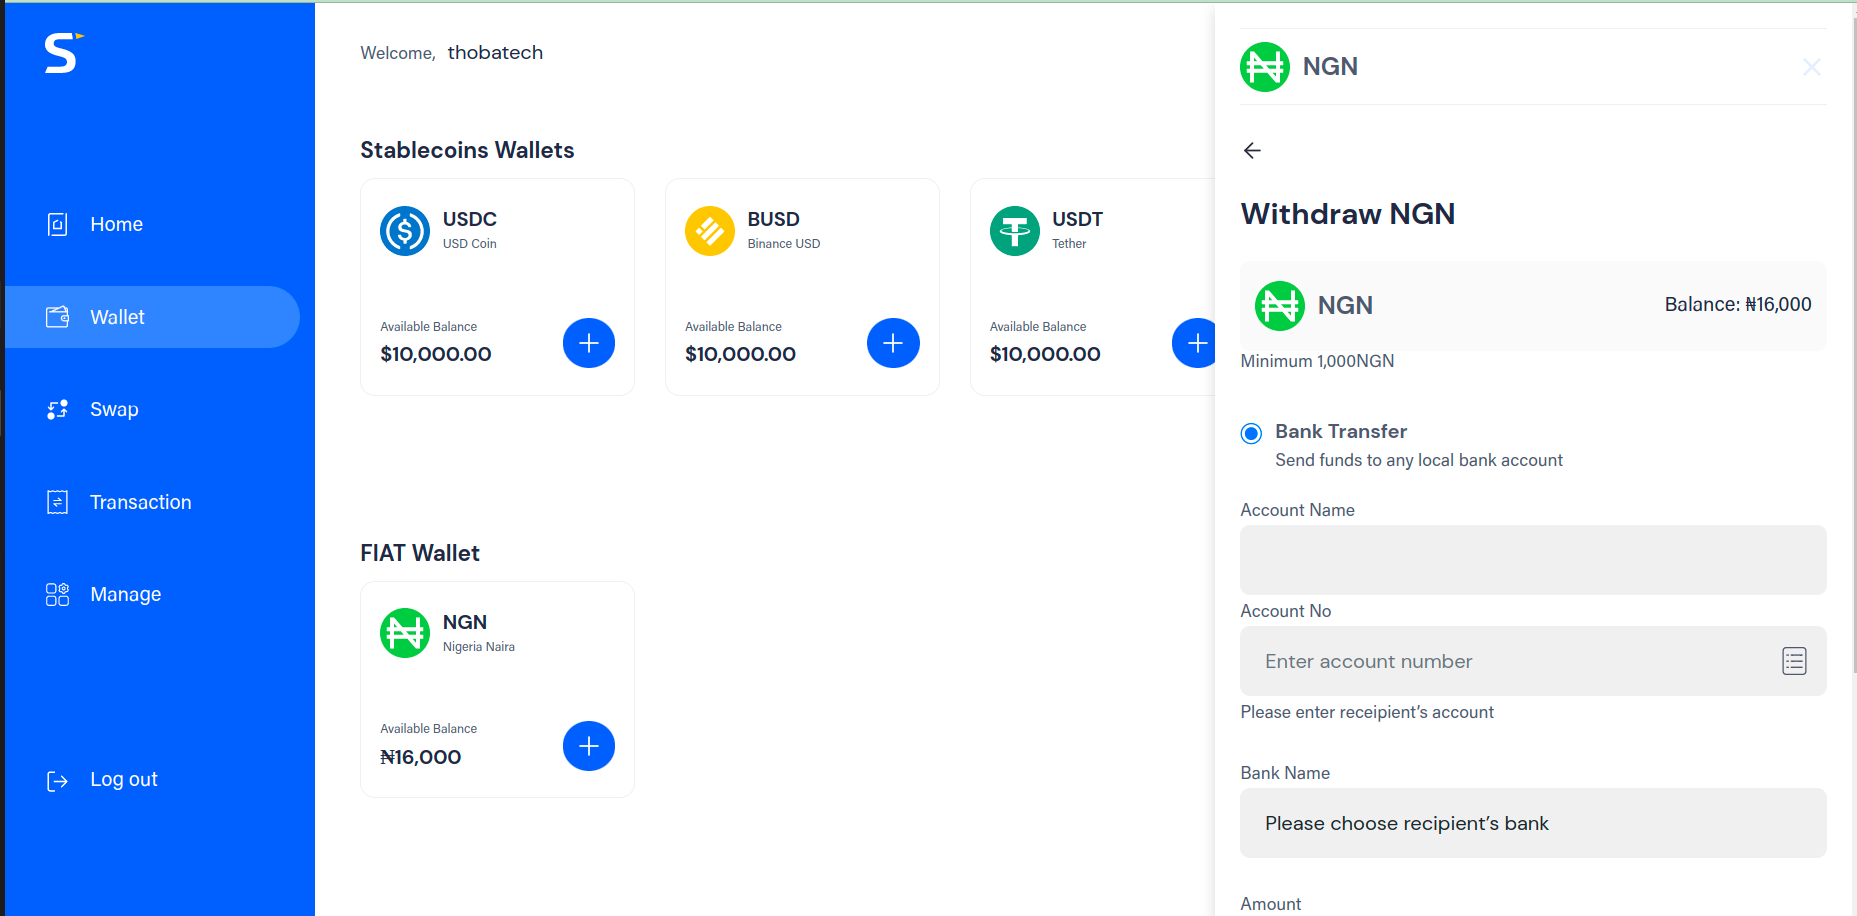 Welcome, thobatech
Home
Wallet
Swap
Transaction
Manage
Log out
Stablecoins Wallets
USDC
USD Coin
Available Balance
$10,000.00
BUSD
Binance USD
Available Balance
$10,000.00
USDT
Tether
Available Balance
$10,000.00
FIAT Wallet
NGN
Nigeria Naira
Available Balance
₦16,000
NGN
Withdraw NGN
NGN
Balance: ₦16,000
Minimum 1,000NGN
Bank Transfer
Send funds to any local bank account
Account Name
Account No
Enter account number
Please enter receipient’s account
Bank Name
Please choose recipient’s bank
Amount